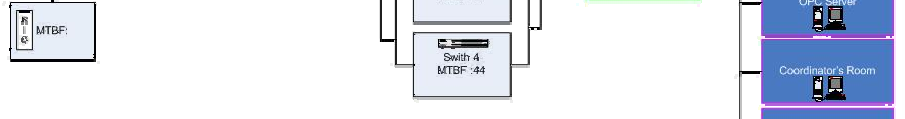 OPC Server
MTBF:
Swith 4
MTBF :44
Coordinator's Room